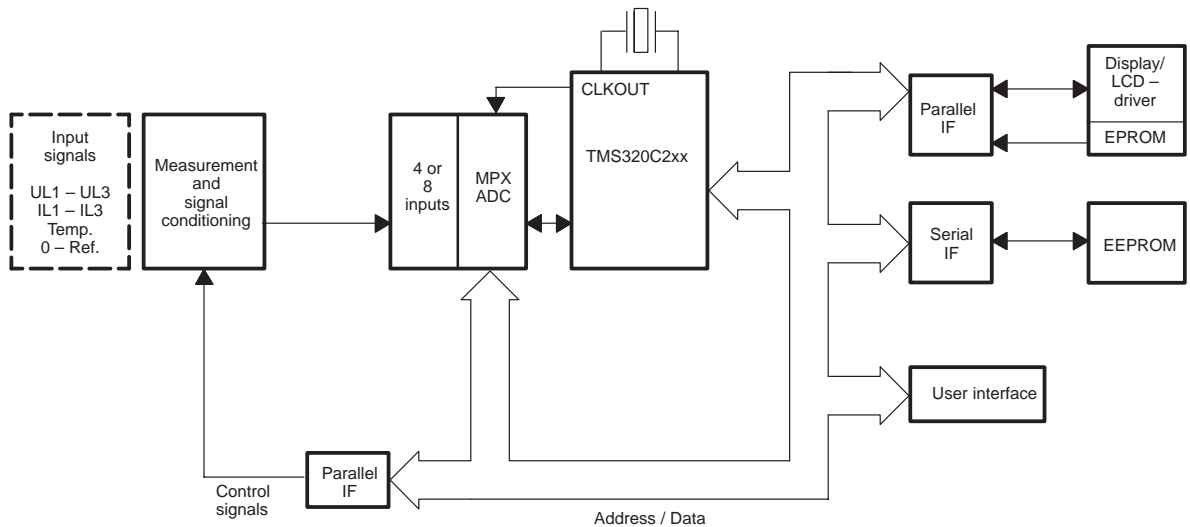 Input
signals
UL1 – UL3
IL1 – IL3
Temp.
0 – Ref.
Measurement
and
signal
conditioning
4 or
8
inputs
MPX
ADC
CLKOUT
TMS320C2xx
Parallel
IF
Display/
LCD –
driver
EPROM
Serial
IF
EEPROM
User interface
Parallel
IF
Control
signals
Address / Data